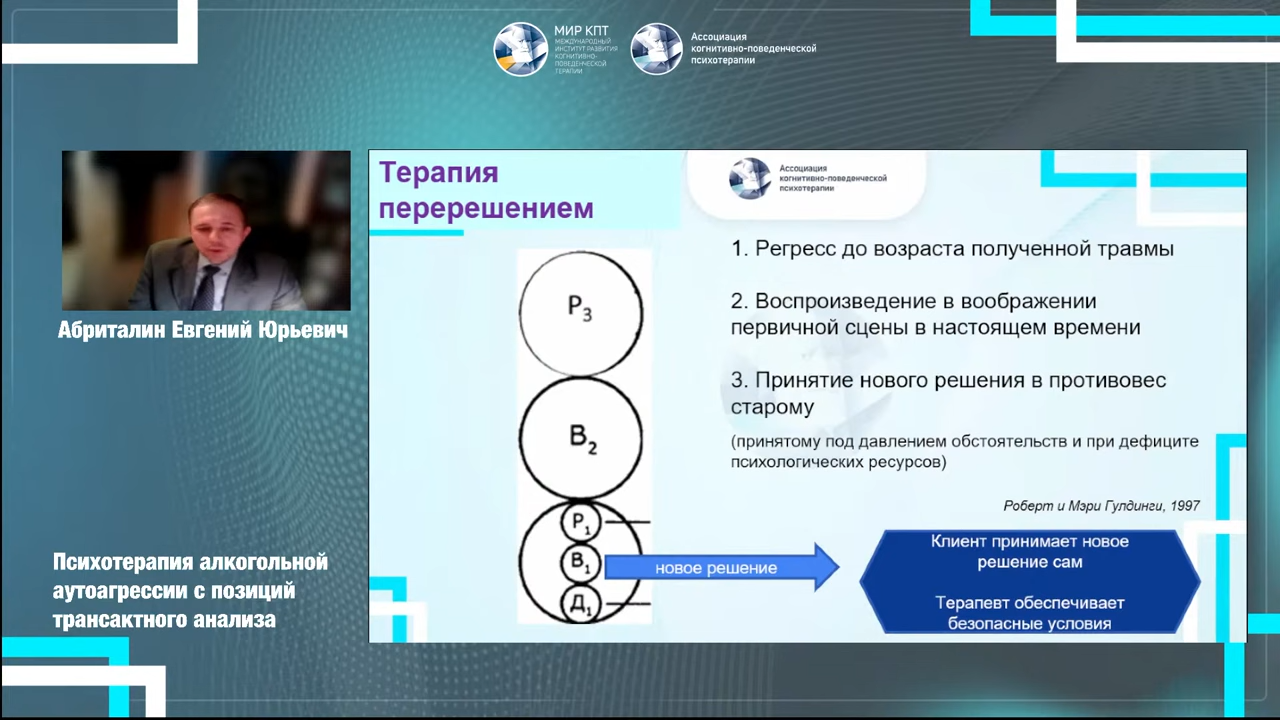 МИР КПТ
МЕЖДУНАРОДНЫЙ
ИНСТИТУТ РАЗВИТИЯ
КОГНИТИВНО-
ПОВЕДЕНЧЕСКОЙ
ТЕРАПИИ
Ассоциация
когнитивно-поведенческой
психотерапии
Абриталин Евгений Юрьевич
Психотерапия алкогольной
аутоагрессии с позиций
трансактного анализа
Терапия
перерешением
Ассоциация
когнитивно-поведенческой
психотерапии
Р3
В2
Р1
В1
Д1
новое решение
1. Регресс до возраста полученной травмы
2. Воспроизведение в воображении
первичной сцены в настоящем времени
3. Принятие нового решения в противовес
старому
(принятому под давлением обстоятельств и при дефиците
психологических ресурсов)
Роберт и Мэри Гулдинги, 1997
Клиент принимает новое
решение сам
Терапевт обеспечивает
безопасные условия